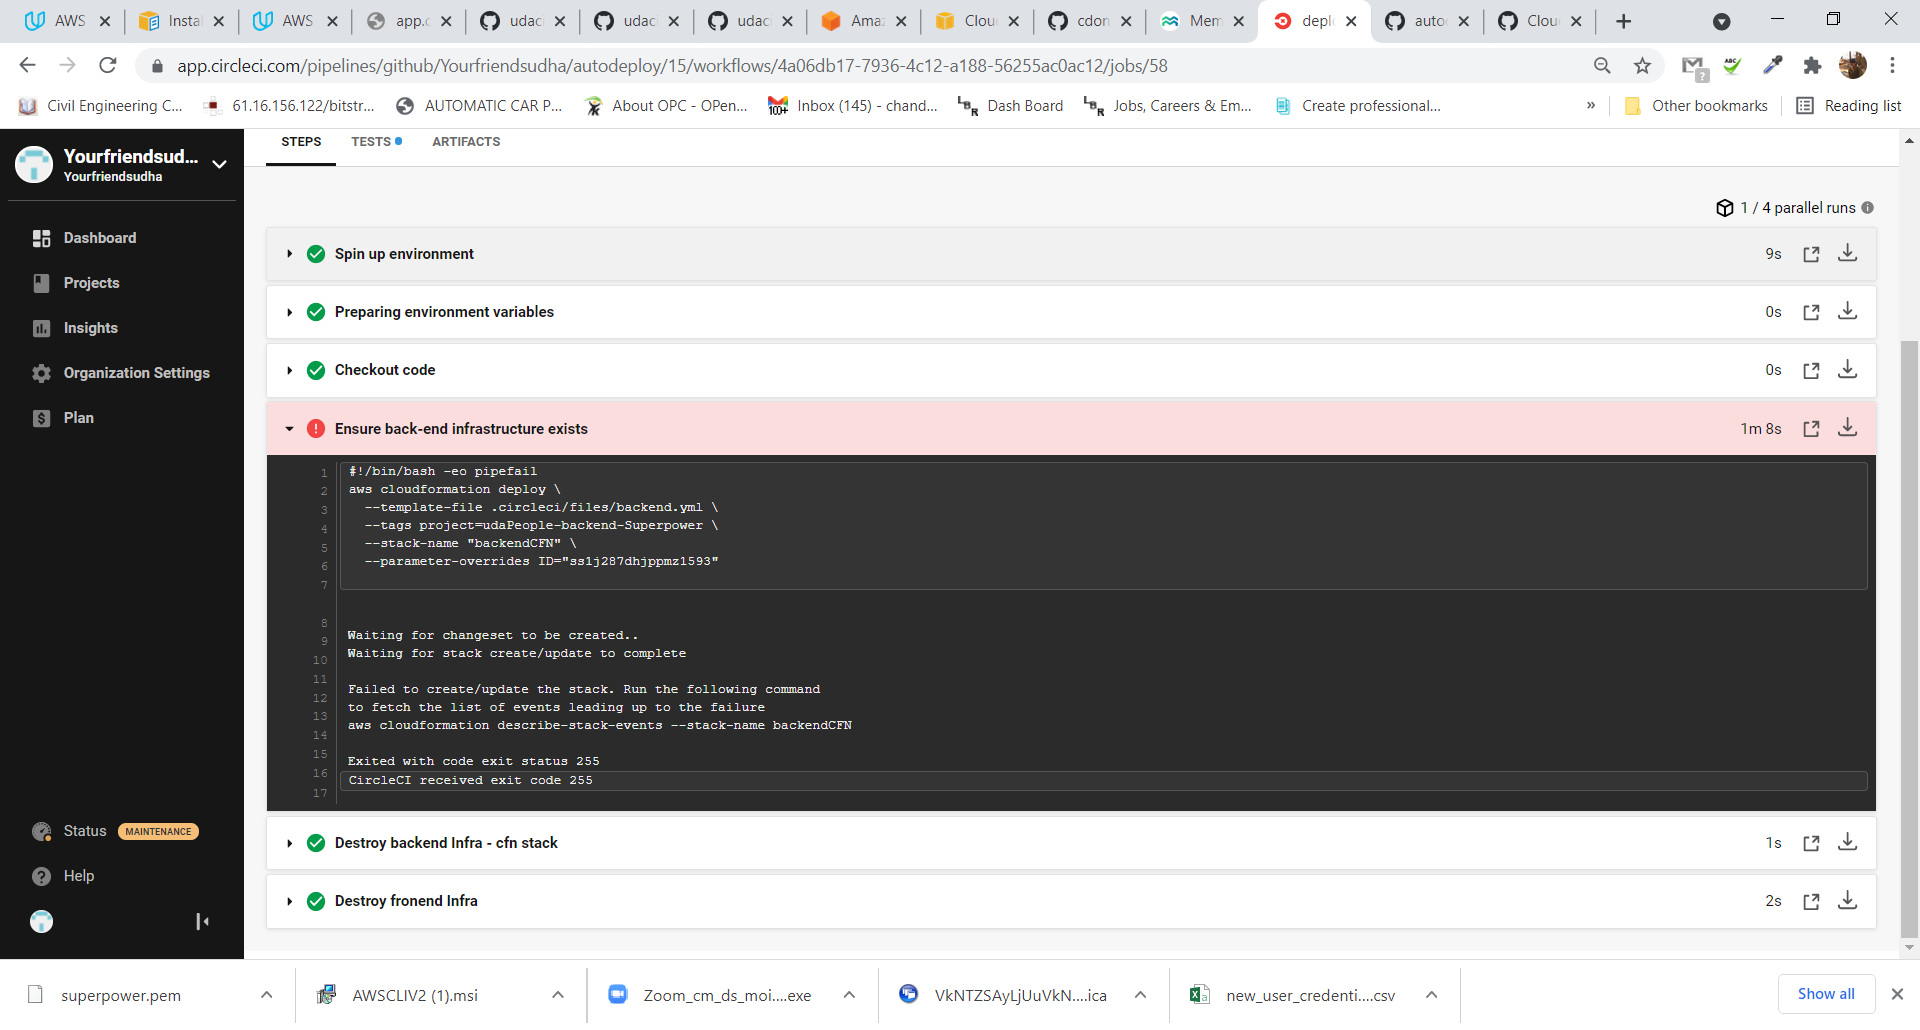 AWS
Insta
AWS
app.c
udac
udac
udac
Amaz
Clou
cdon
Mem
depl
auto
Clou
app.circleci.com/pipelines/github/Yourfriendsudha/autodeploy/15/workflows/4a06db17-7936-4c12-a188-56255ac0ac12/jobs/58
Civil Engineering C...
61.16.156.122/bitstr...
AUTOMATIC CAR P...
About OPC - OPen...
100+
Inbox (145) - chand...
Dash Board
Jobs, Careers & Em...
Create professional...
»
Other bookmarks
Reading list
Yourfriendsud...
Yourfriendsudha
Dashboard
Projects
Insights
Organization Settings
Plan
Status MAINTENANCE
Help
STEPS TESTS ARTIFACTS
1 / 4 parallel runs
Spin up environment 9s
Preparing environment variables 0s
Checkout code 0s
Ensure back-end infrastructure exists 1m 8s
1 #!/bin/bash -eo pipefail
2 aws cloudformation deploy \
3 --template-file .circleci/files/backend.yml \
4 --tags project=udaPeople-backend-Superpower \
5 --stack-name "backendCFN" \
6 --parameter-overrides ID="ss1j287dhjppmz1593"
7
8
9 Waiting for changeset to be created..
10 Waiting for stack create/update to complete
11
12 Failed to create/update the stack. Run the following command
13 to fetch the list of events leading up to the failure
14 aws cloudformation describe-stack-events --stack-name backendCFN
15
16 Exited with code exit status 255
17 CircleCI received exit code 255
Destroy backend Infra - cfn stack 1s
Destroy fronend Infra 2s
superpower.pem
AWSCLIV2 (1).msi
Zoom_cm_ds_moi....exe
VkNTZSAyLjUuVkN....ica
new_user_credenti....csv
Show all